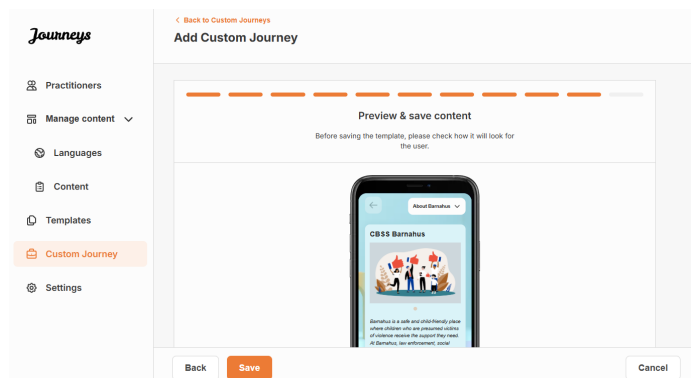 Journeys
Practitioners
Manage content
Languages
Content
Templates
Custom Journey
Settings
Back to Custom Journeys
Add Custom Journey
Preview & save content
Before saving the template, please check how it will look for
the user.
About Barnahus
CBSS Barnahus
Barnahus is a safe and child-friendly place
where children who are presumed victims
of violence receive the support they need.
At Barnahus, law enforcement, social
Back
Save
Cancel